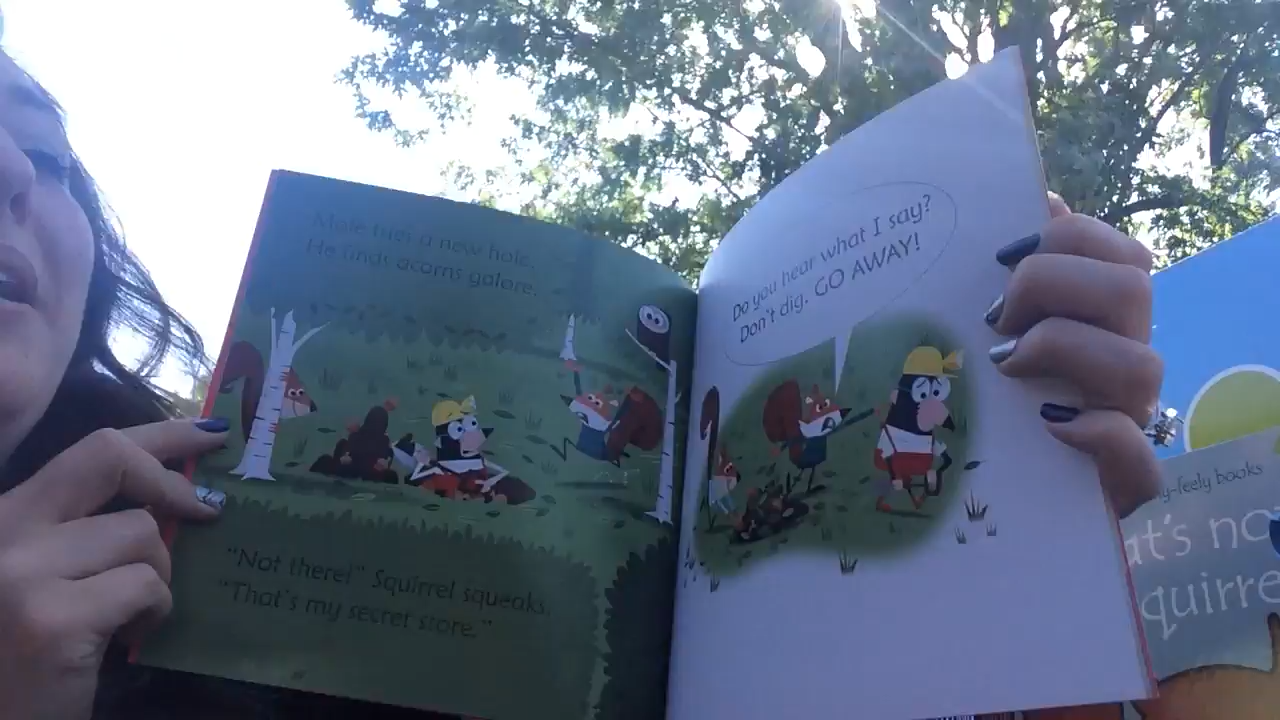 Mole tries a new hole.
He finds acorns galore.
"Not there!" Squirrel squeaks.
"That's my secret store."
Do you hear what I say?
Don't dig. GO AWAY!
y-feely books
at's no
quirre